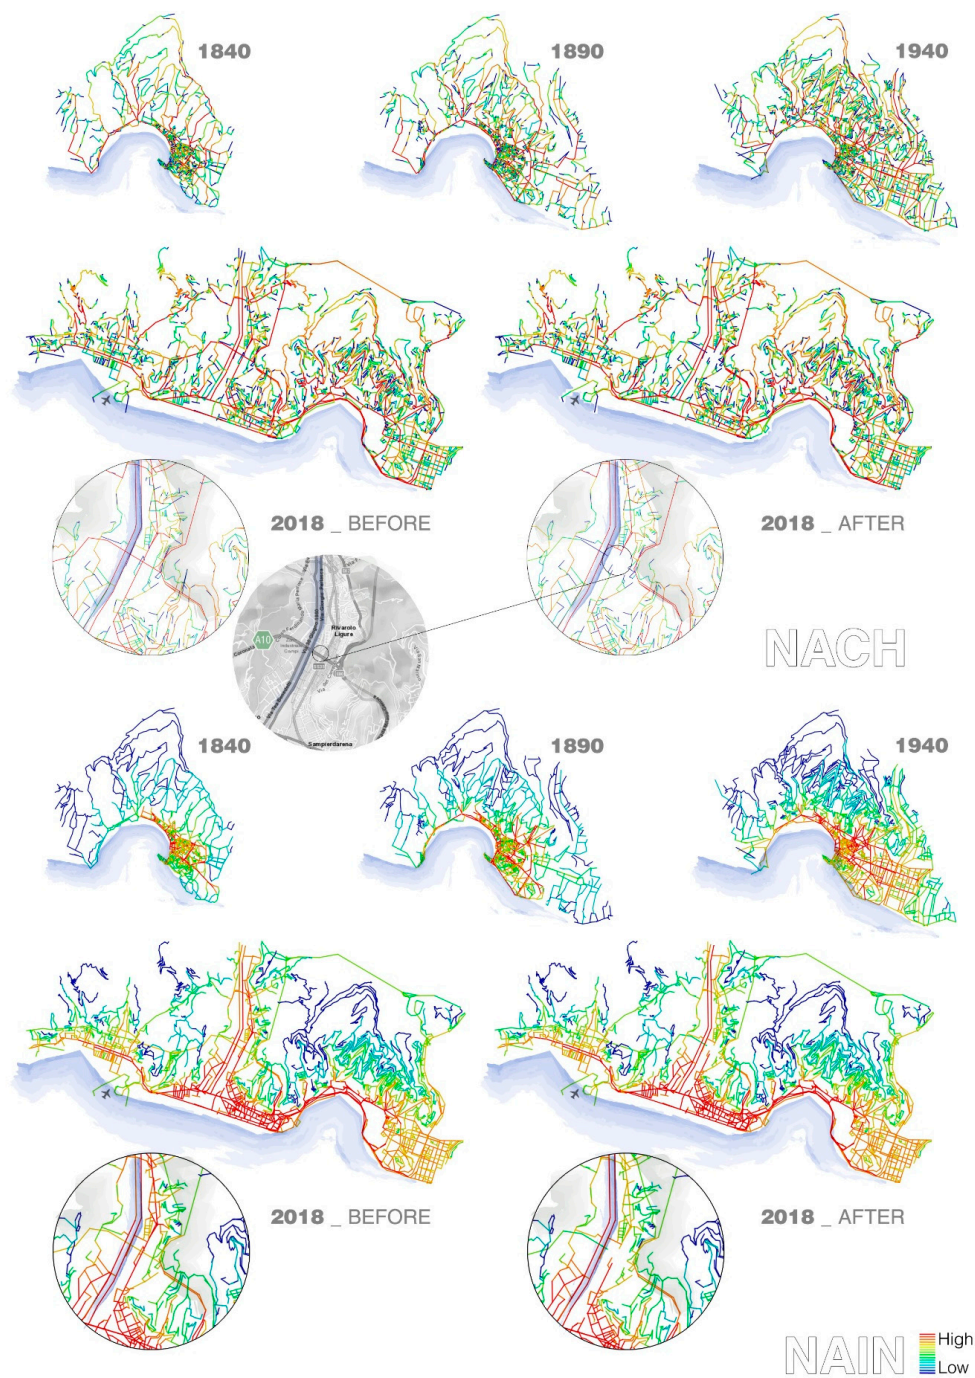 1840
1890
1940
2018 _ BEFORE
2018 _ AFTER
A10
Rivarolo
Ligure
Sampierdarena
NACH
1840
1890
1940
2018 _ BEFORE
2018 _ AFTER
NAIN
High
Low